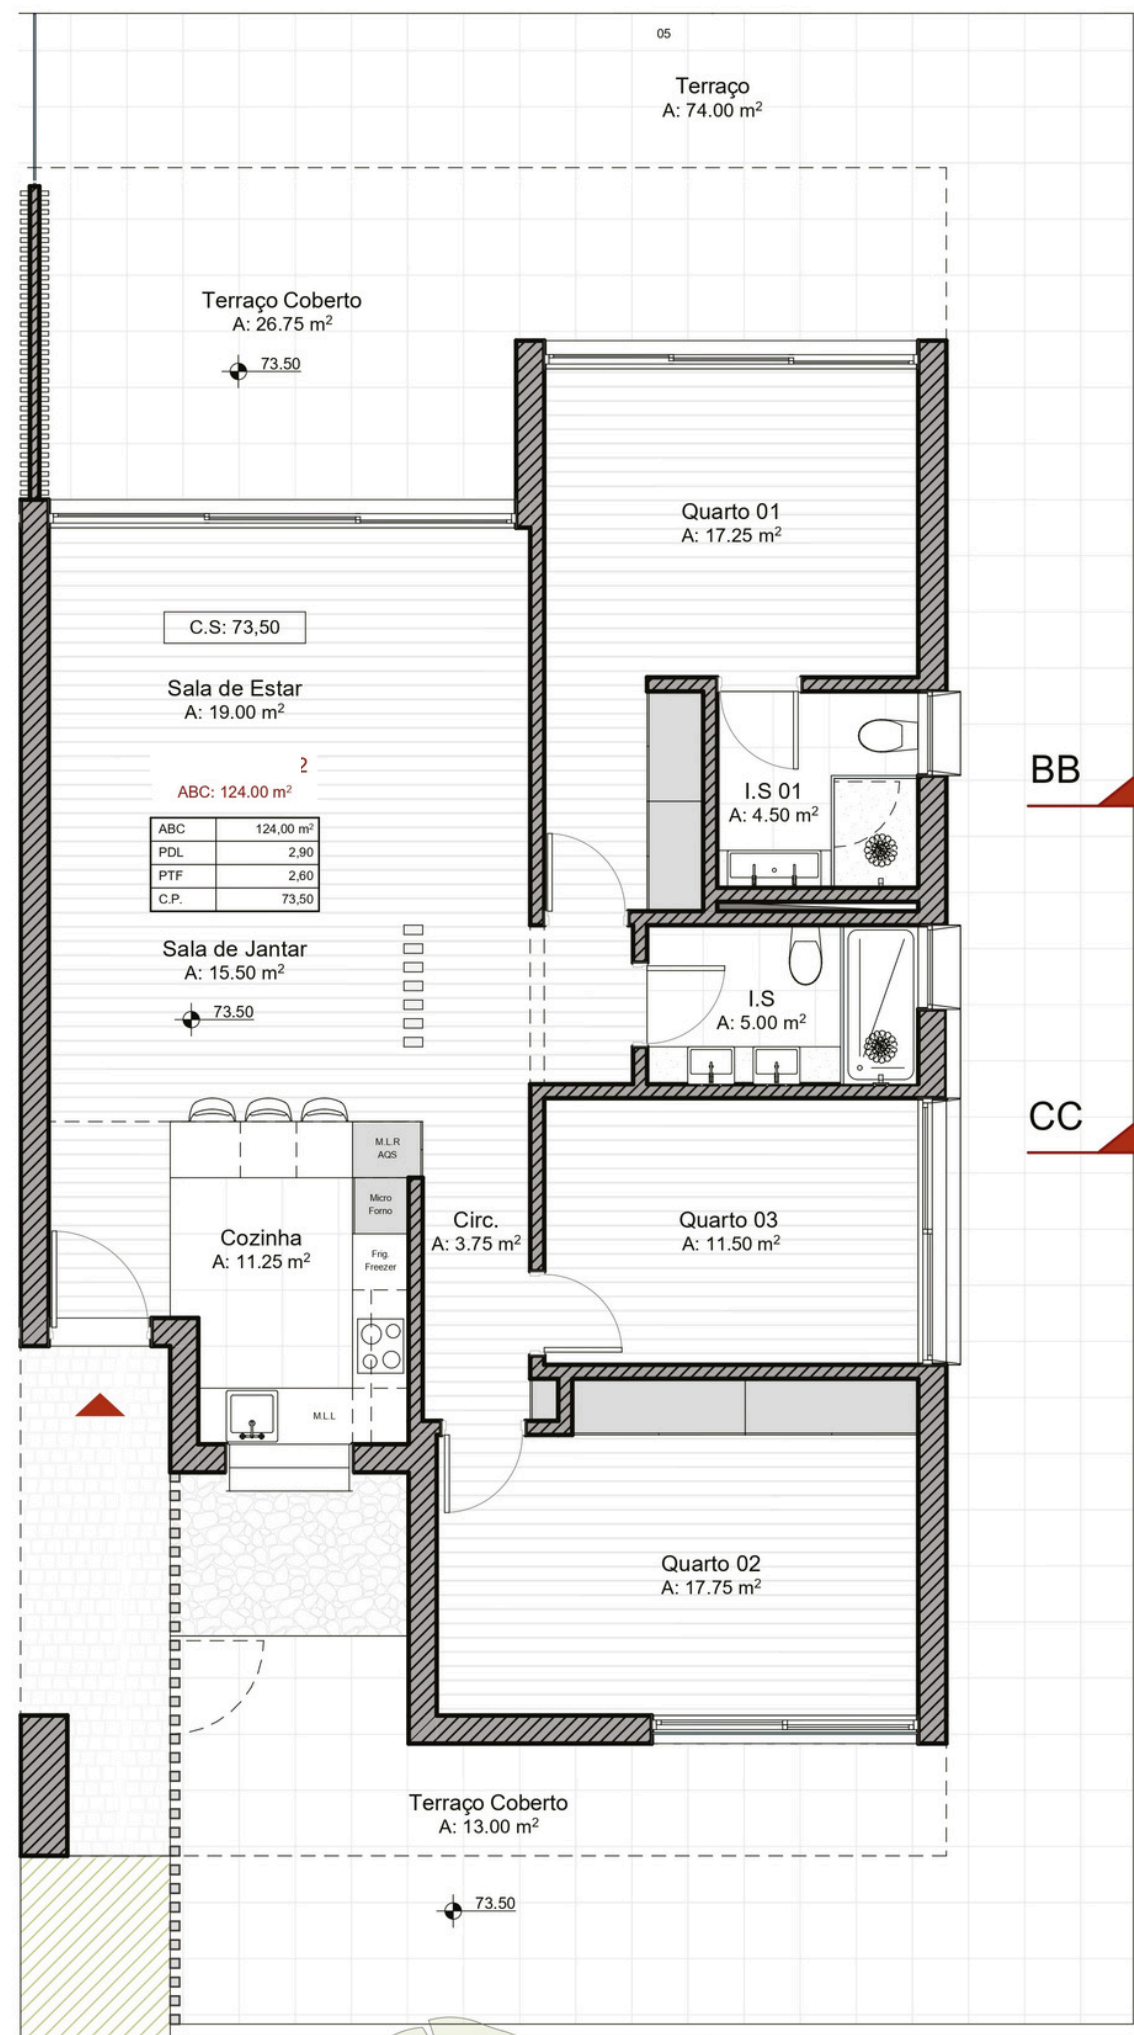 05
Terraço
A: 74.00 m²
Terraço Coberto
A: 26.75 m²
73.50
Quarto 01
A: 17.25 m²
C.S: 73,50
Sala de Estar
A: 19.00 m²
2
ABC: 124.00 m²
ABC 124,00 m²
PDL 2,90
PTF 2,60
C.P. 73,50
I.S 01
A: 4.50 m²
BB
Sala de Jantar
A: 15.50 m²
73.50
I.S
A: 5.00 m²
CC
M.L.R
AQS
Micro
Forno
Frig.
Freezer
Cozinha
A: 11.25 m²
Circ.
A: 3.75 m²
Quarto 03
A: 11.50 m²
M.L.L
Quarto 02
A: 17.75 m²
Terraço Coberto
A: 13.00 m²
73.50